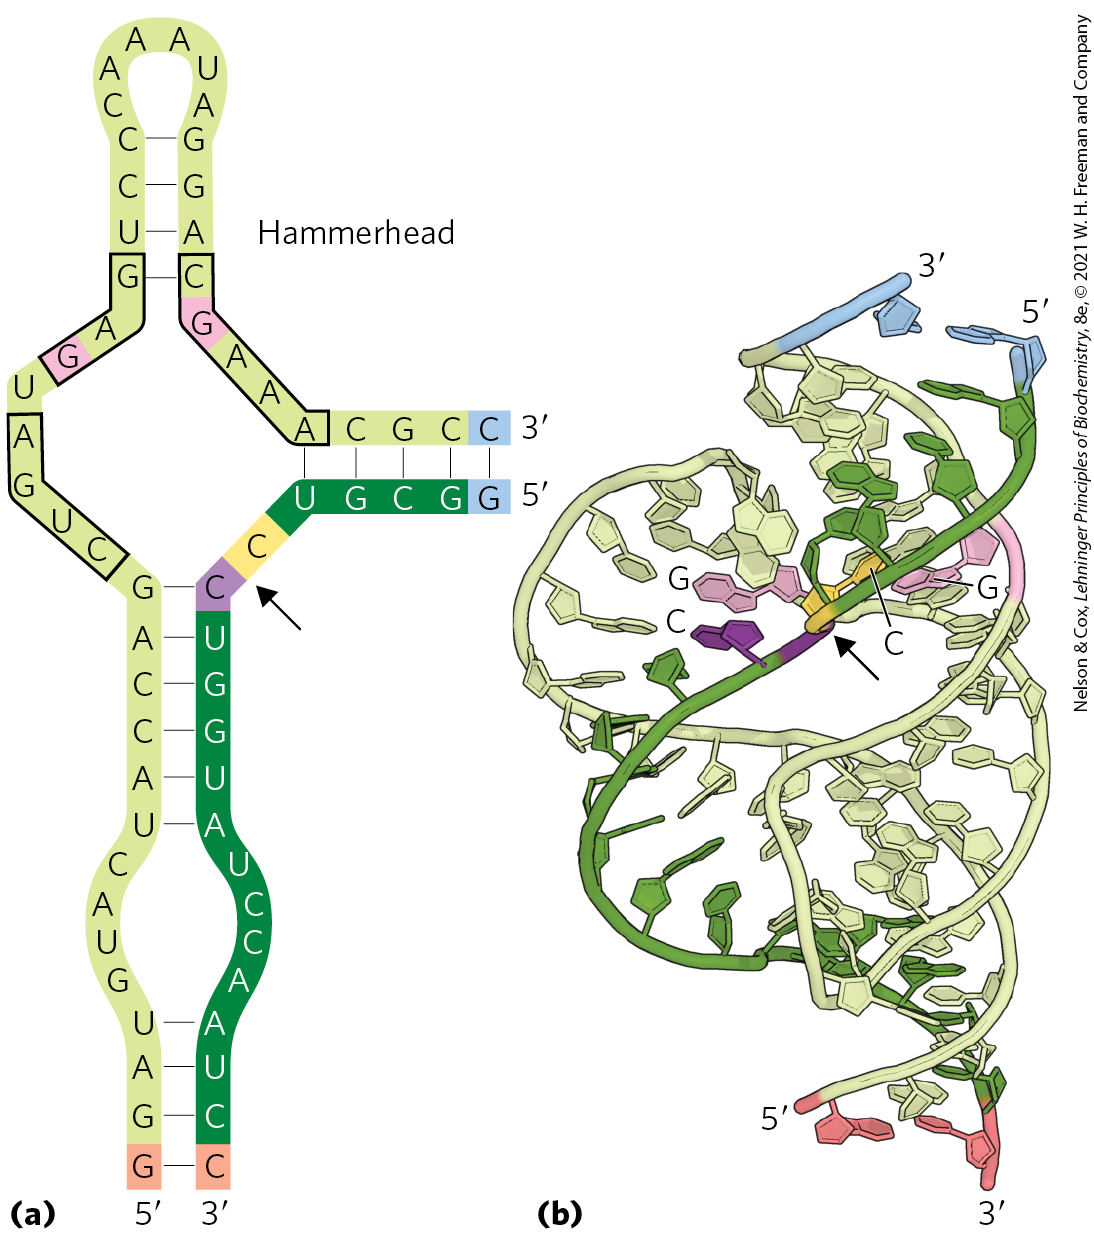 A A
A U
C A
C G
C G
U A
Hammerhead
G C
A G
G A
U A
A C G C C 3′
A
G
U G C G G 5′
U
C C
G C
A U
C G
C G
A U
U A
C U
A C
U C
G A
U A
A U
G C
G C
(a) 5′ 3′
3′
5′
G G
C C
5′
(b) 3′
Nelson & Cox, Lehninger Principles of Biochemistry, 8e, © 2021 W. H. Freeman and Company